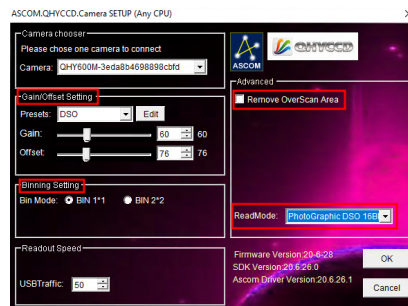 ASCOM.QHYCCD.Camera SETUP (Any CPU)
Camera chooser
Please chose one camera to connect
Camera: QHY600M-3eda8b4698898cbfd
ASCOM
QHYCCD
Gain/Offset Setting
Presets: DSO Edit
Gain: 60 60
Offset: 76 76
Advanced
Remove OverScan Area
Binning Setting
Bin Mode: BIN 1*1 BIN 2*2
ReadMode: PhotoGraphic DSO 16BI
Readout Speed
USBTraffic: 50
Firmware Version:20-6-28
SDK Version:20.6.26.0
Ascom Driver Version:20.6.26.1
OK
Cancel